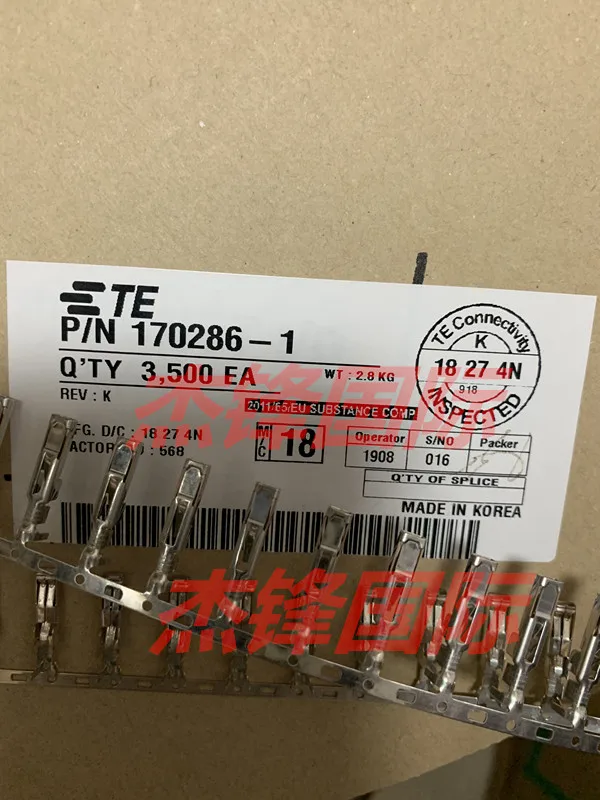 TE
P/N 170286-1
Q'TY 3,500 EA
WT : 2.8 KG
REV : K
2011/65/EU SUBSTANCE COMP
FG. D/C : 18 27 4N
ACTOR
: 568
M/C 18
Operator S/NO Packer
1908 016
Q'TY OF SPLICE
MADE IN KOREA
TE Connectivity
K
18 27 4N
918
INSPECTED
杰锋国际
杰锋国际